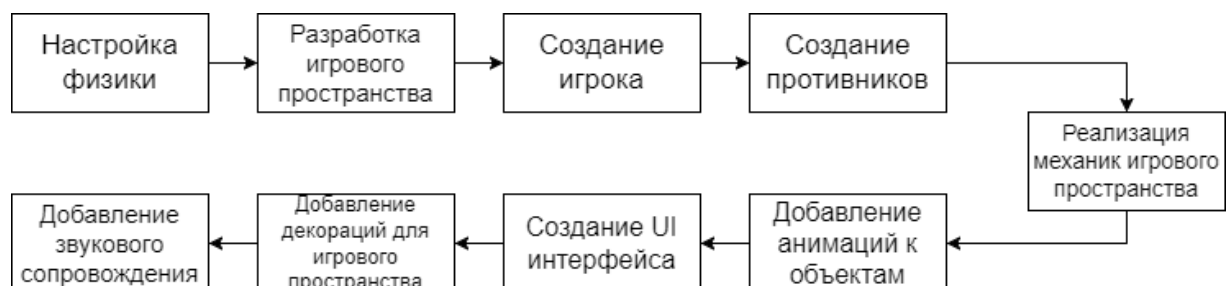 Настройка
физики
Разработка
игрового
пространства
Создание
игрока
Создание
противников
Реализация
механик игрового
пространства
Добавление
анимаций к
объектам
Создание UI
интерфейса
Добавление
декораций для
игрового
пространства
Добавление
звукового
сопровождения